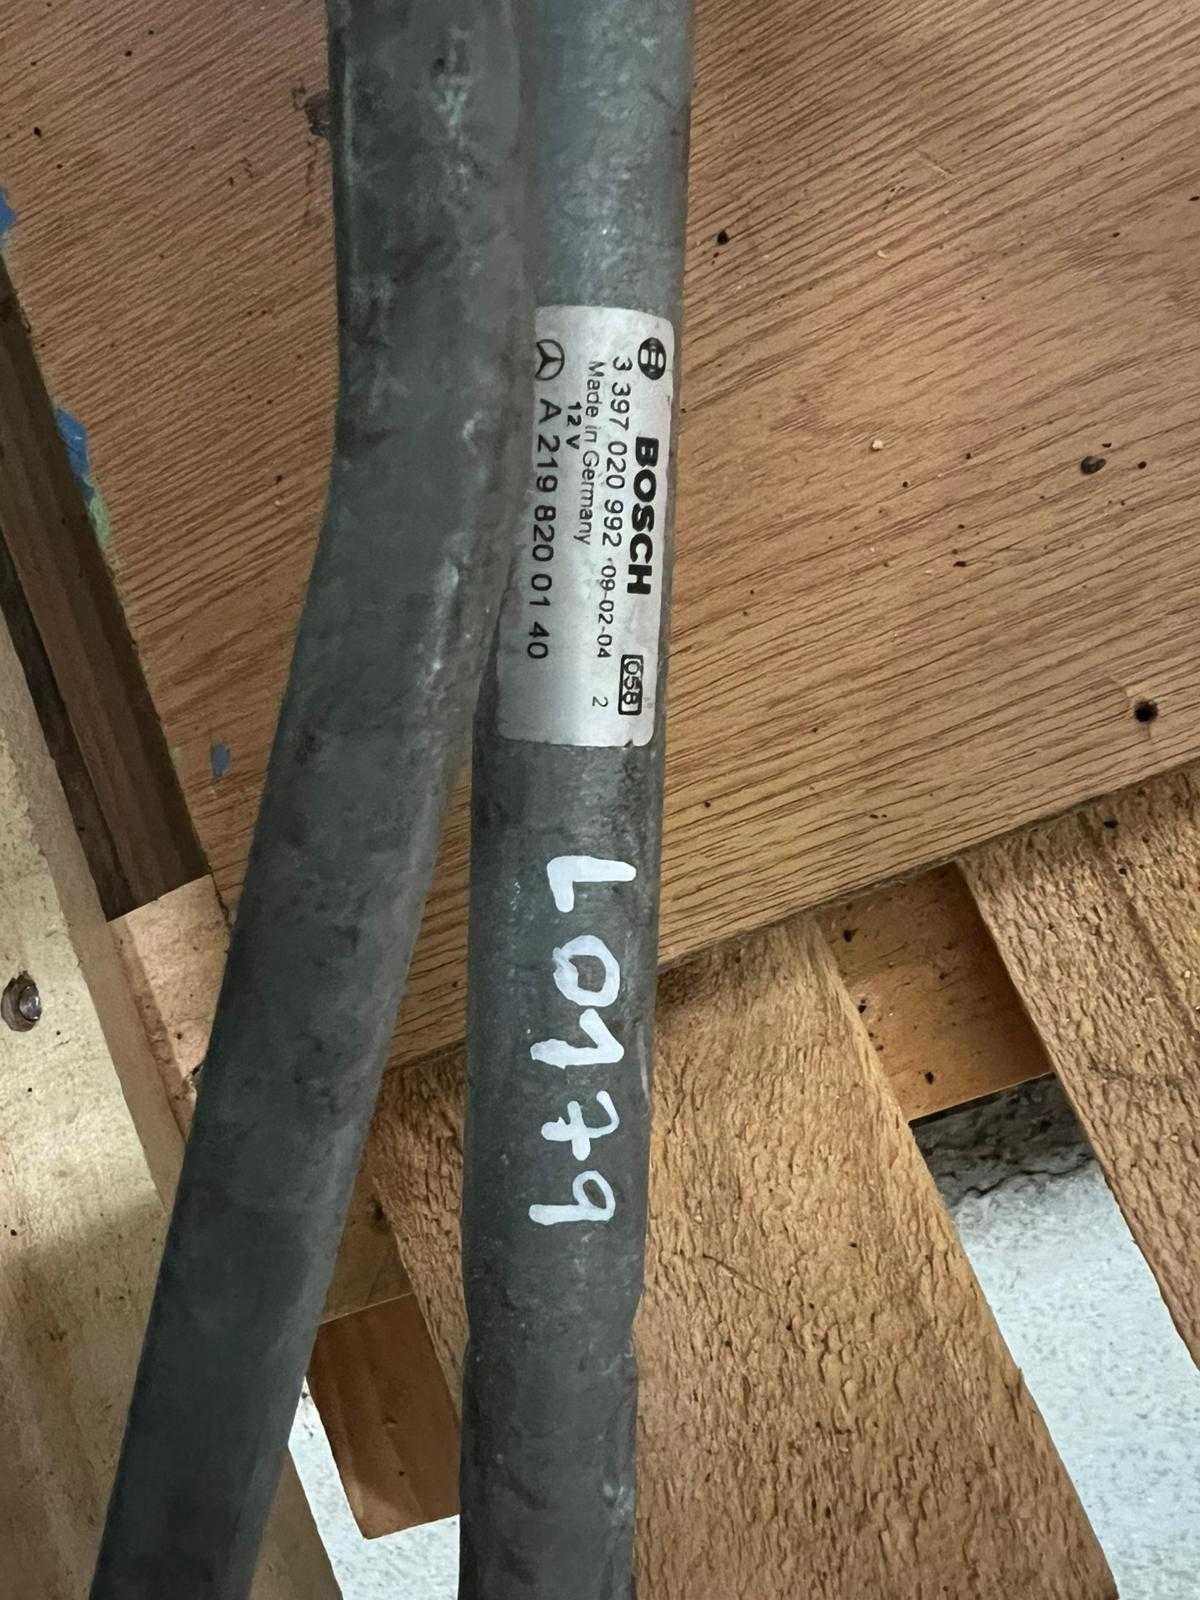 BOSCH 058
3 397 020 992 09-02-04 2
Made in Germany
12 V
A 219 820 01 40
L0179